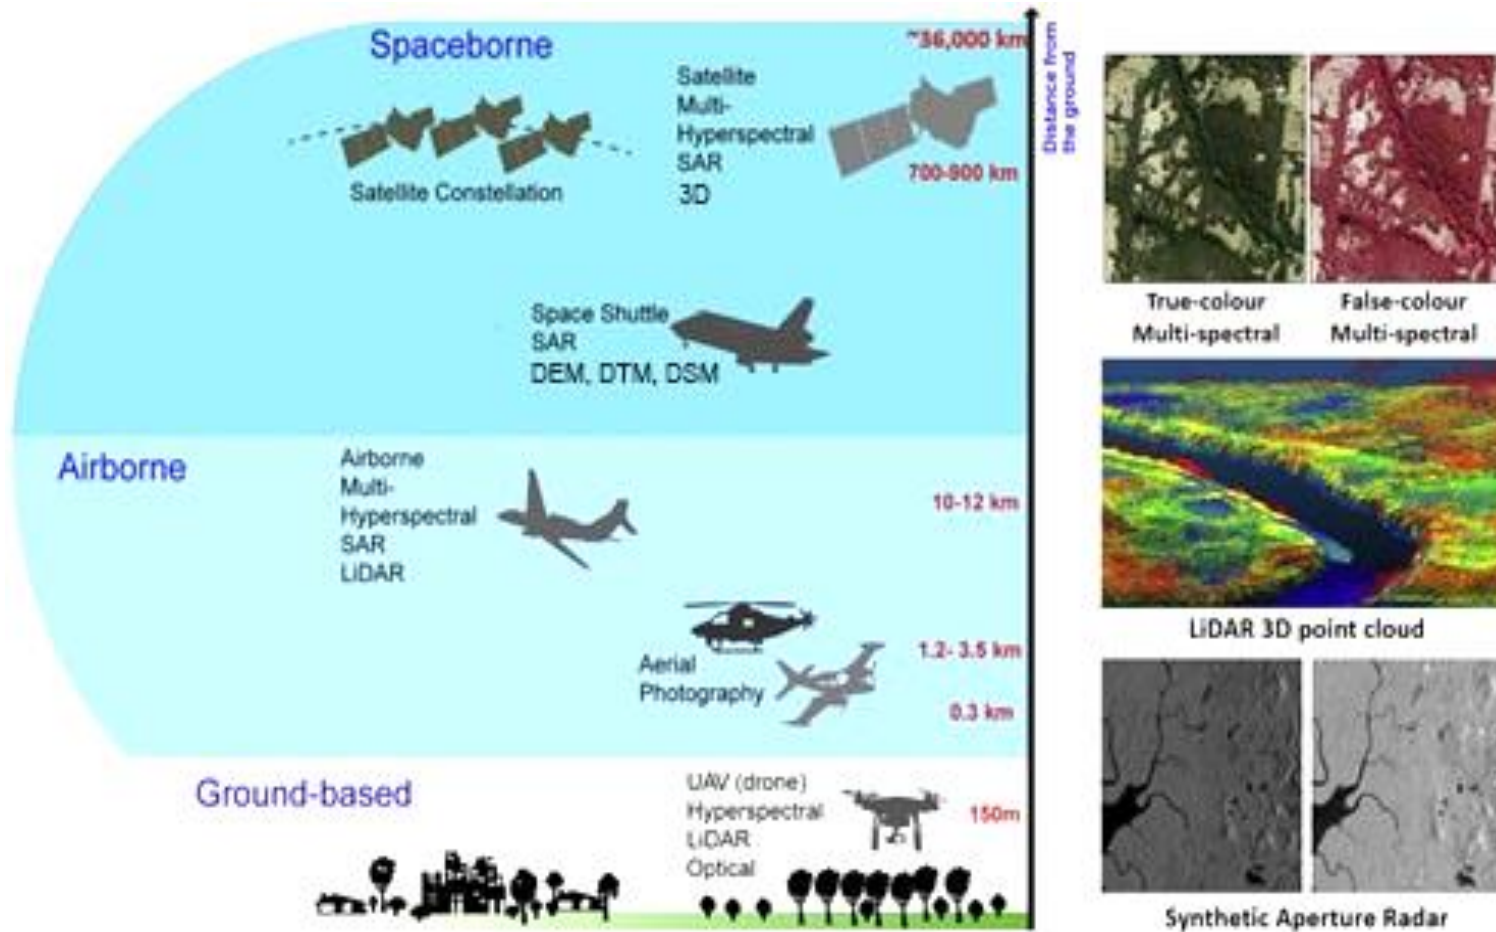 Spaceborne
~36,000 km
Distance from
the ground
Satellite
Multi-
Hyperspectral
SAR
3D
700-900 km
Satellite Constellation
Space Shuttle
SAR
DEM, DTM, DSM
Airborne
Airborne
Multi-
Hyperspectral
SAR
LiDAR
10-12 km
Aerial
Photography
1.2- 3.5 km
0.3 km
Ground-based
UAV (drone)
Hyperspectral
LiDAR
Optical
150m
True-colour
Multi-spectral
False-colour
Multi-spectral
LiDAR 3D point cloud
Synthetic Aperture Radar